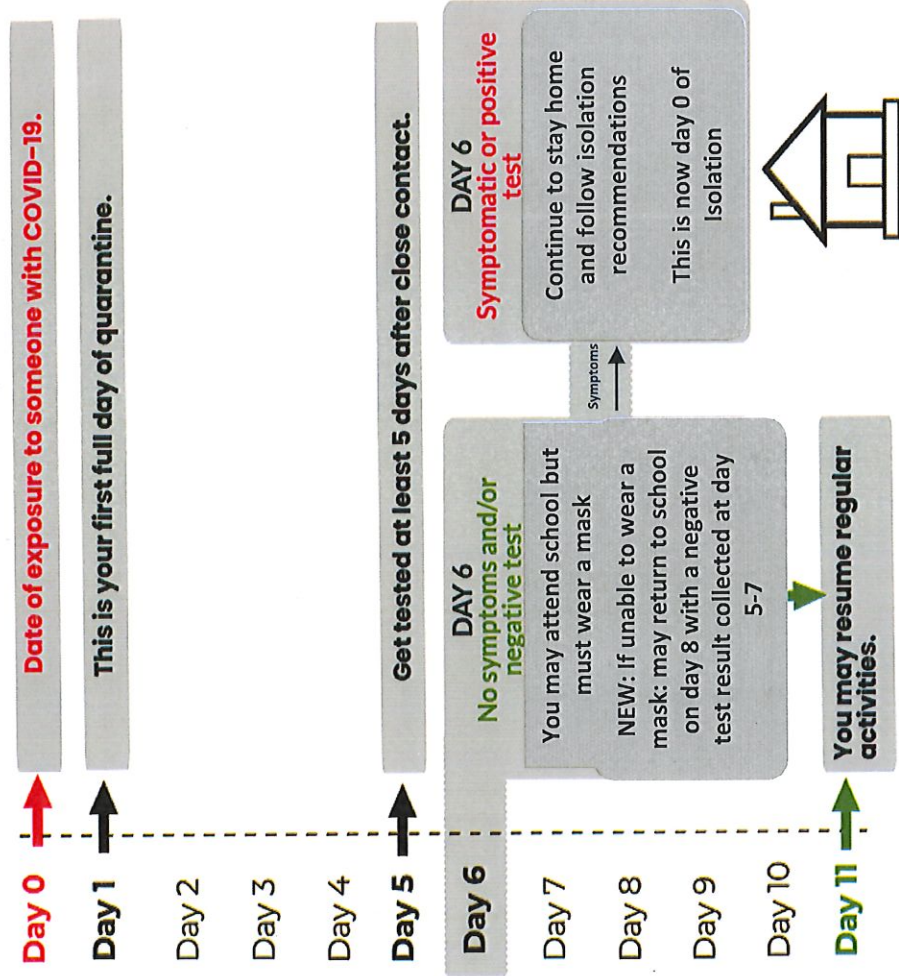 Day 0
Date of exposure to someone with COVID-19.
Day 1
This is your first full day of quarantine.
Day 2
Day 3
Day 4
Day 5
Get tested at least 5 days after close contact.
Day 6
DAY 6
No symptoms and/or
negative test
You may attend school but
must wear a mask
NEW: If unable to wear a
mask: may return to school
on day 8 with a negative
test result collected at day
5-7
Symptoms
DAY 6
Symptomatic or positive
test
Continue to stay home
and follow isolation
recommendations
This is now day 0 of
Isolation
Day 7
Day 8
Day 9
Day 10
Day 11
You may resume regular
activities.